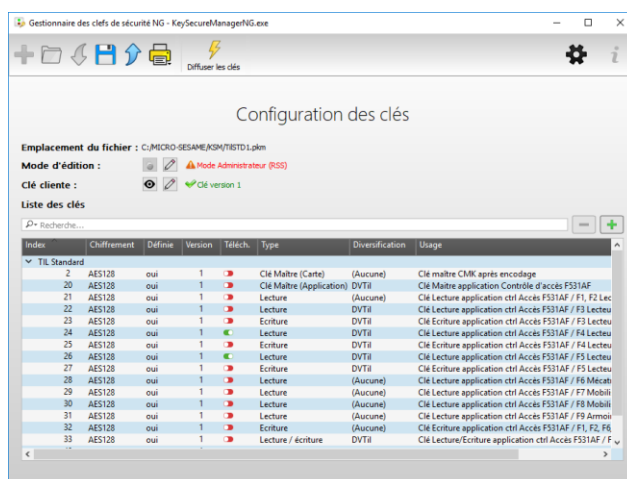 Gestionnaire des clefs de sécurité NG - KeySecureManagerNG.exe
Diffuser les clés
Configuration des clés
Emplacement du fichier : C:/MICRO-SESAME/KSM/TilSTD1.pkm
Mode d'édition : Mode Administrateur (RSS)
Clé cliente : Clé version 1
Liste des clés
Recherche...
Index Chiffrement Définie Version Téléch. Type Diversification Usage
TIL Standard
2 AES128 oui 1 Clé Maître (Carte) (Aucune) Clé maître CMK après encodage
20 AES128 oui 1 Clé Maître (Application) DVTil Clé Maitre application Contrôle d'accès F531AF
21 AES128 oui 1 Lecture (Aucune) Clé Lecture application ctrl Accès F531AF / F1, F2 Lec
22 AES128 oui 1 Lecture DVTil Clé Lecture application ctrl Accès F531AF / F3 Lecteu
23 AES128 oui 1 Ecriture DVTil Clé Ecriture application ctrl Accès F531AF / F3 Lecteu
24 AES128 oui 1 Lecture DVTil Clé Lecture application ctrl Accès F531AF / F4 Lecteu
25 AES128 oui 1 Ecriture DVTil Clé Ecriture application ctrl Accès F531AF / F4 Lecteu
26 AES128 oui 1 Lecture DVTil Clé Lecture application ctrl Accès F531AF / F5 Lecteu
27 AES128 oui 1 Ecriture DVTil Clé Ecriture application ctrl Accès F531AF / F5 Lecteu
28 AES128 oui 1 Lecture (Aucune) Clé Lecture application ctrl Accès F531AF / F6 Mécatr
29 AES128 oui 1 Lecture (Aucune) Clé Lecture application ctrl Accès F531AF / F7 Mobili
30 AES128 oui 1 Lecture (Aucune) Clé Lecture application ctrl Accès F531AF / F8 Mobili
31 AES128 oui 1 Lecture (Aucune) Clé Lecture application ctrl Accès F531AF / F9 Armoir
32 AES128 oui 1 Ecriture (Aucune) Clé Ecriture application ctrl Accès F531AF / F1, F2, F6,
33 AES128 oui 1 Lecture / écriture DVTil Clé Lecture/Ecriture application ctrl Accès F531AF / F